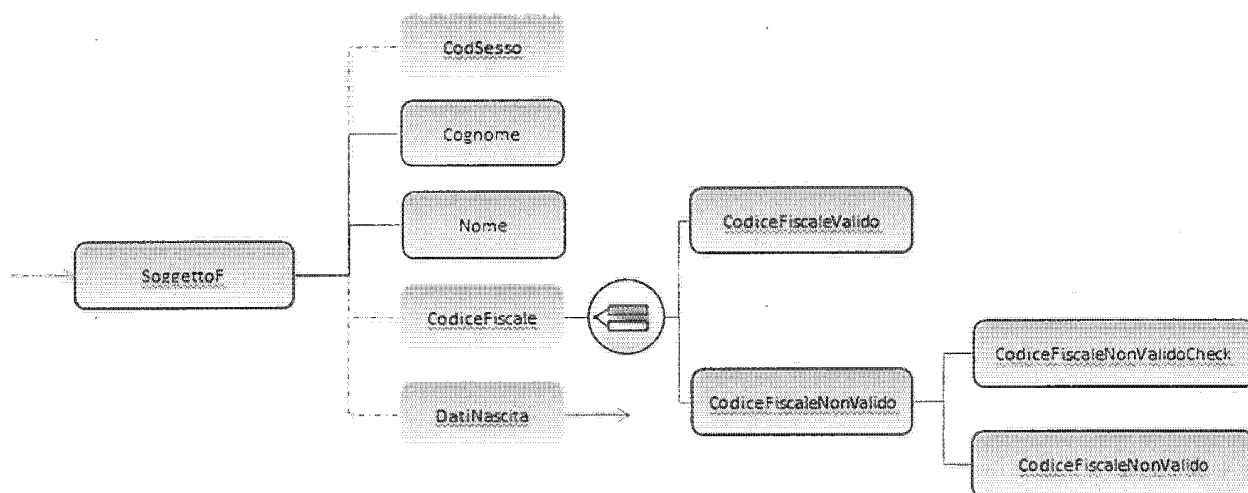 CodSesso
Cognome
Nome
CodiceFiscaleValido
SoggettoF
CodiceFiscale
CodiceFiscaleNonValidoCheck
CodiceFiscaleNonValido
DatiNascita
CodiceFiscaleNonValido